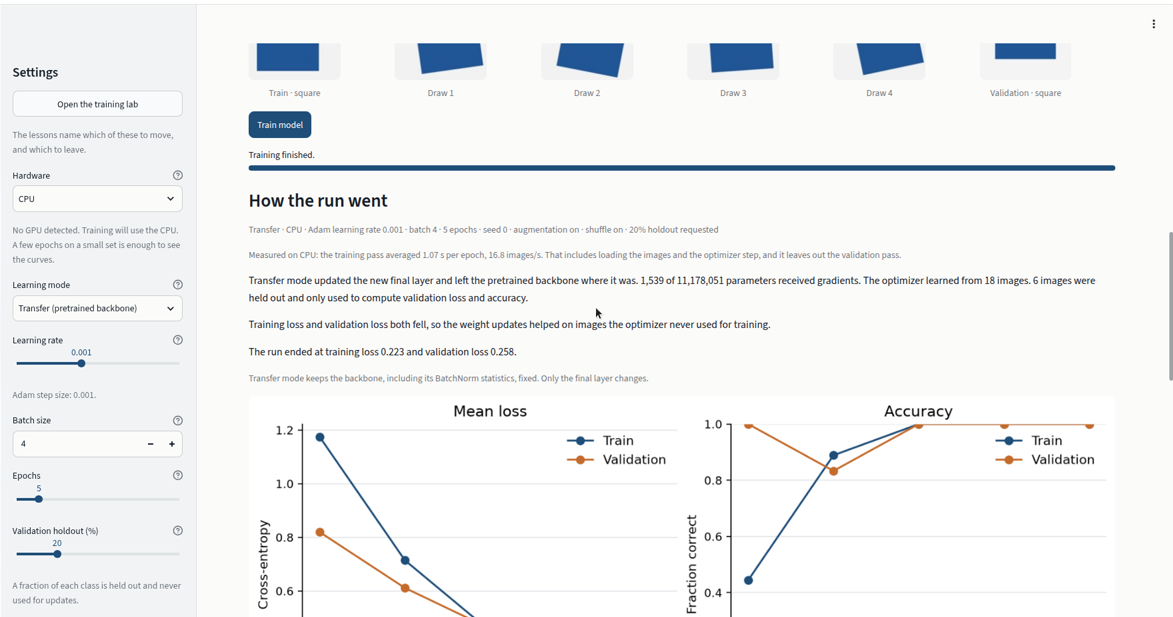 Settings
Open the training lab
The lessons name which of these to move,
and which to leave.
Hardware
CPU
No GPU detected. Training will use the CPU.
A few epochs on a small set is enough to see
the curves.
Learning mode
Transfer (pretrained backbone)
Learning rate
0.001
Adam step size: 0.001.
Batch size
4
Epochs
5
Validation holdout (%)
20
A fraction of each class is held out and never
used for updates.
Train · square
Draw 1
Draw 2
Draw 3
Draw 4
Validation · square
Train model
Training finished.
How the run went
Transfer · CPU · Adam learning rate 0.001 · batch 4 · 5 epochs · seed 0 · augmentation on · shuffle on · 20% holdout requested
Measured on CPU: the training pass averaged 1.07 s per epoch, 16.8 images/s. That includes loading the images and the optimizer step, and it leaves out the validation pass.
Transfer mode updated the new final layer and left the pretrained backbone where it was. 1,539 of 11,178,051 parameters received gradients. The optimizer learned from 18 images. 6 images were
held out and only used to compute validation loss and accuracy.
Training loss and validation loss both fell, so the weight updates helped on images the optimizer never used for training.
The run ended at training loss 0.223 and validation loss 0.258.
Transfer mode keeps the backbone, including its BatchNorm statistics, fixed. Only the final layer changes.
Mean loss
1.2
1.0
0.8
0.6
Cross-entropy
Train
Validation
Accuracy
1.0
0.8
0.6
0.4
Fraction correct
Train
Validation